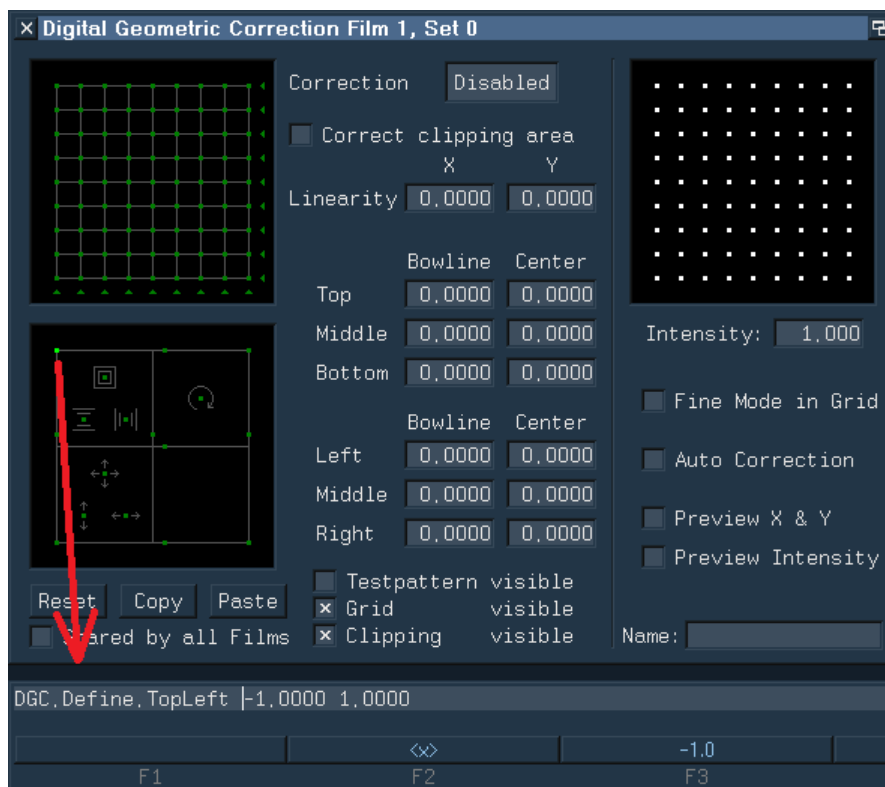 Digital Geometric Correction Film 1, Set 0
Correction Disabled
Correct clipping area
X Y
Linearity 0.0000 0.0000
Bowline Center
Top 0.0000 0.0000
Middle 0.0000 0.0000
Bottom 0.0000 0.0000
Bowline Center
Left 0.0000 0.0000
Middle 0.0000 0.0000
Right 0.0000 0.0000
Testpattern visible
Grid visible
Clipping visible
Reset Copy Paste
Shared by all Films
Intensity: 1.000
Fine Mode in Grid
Auto Correction
Preview X & Y
Preview Intensity
Name:
DGC.Define.TopLeft -1.0000 1.0000
<x> -1.0
F1 F2 F3